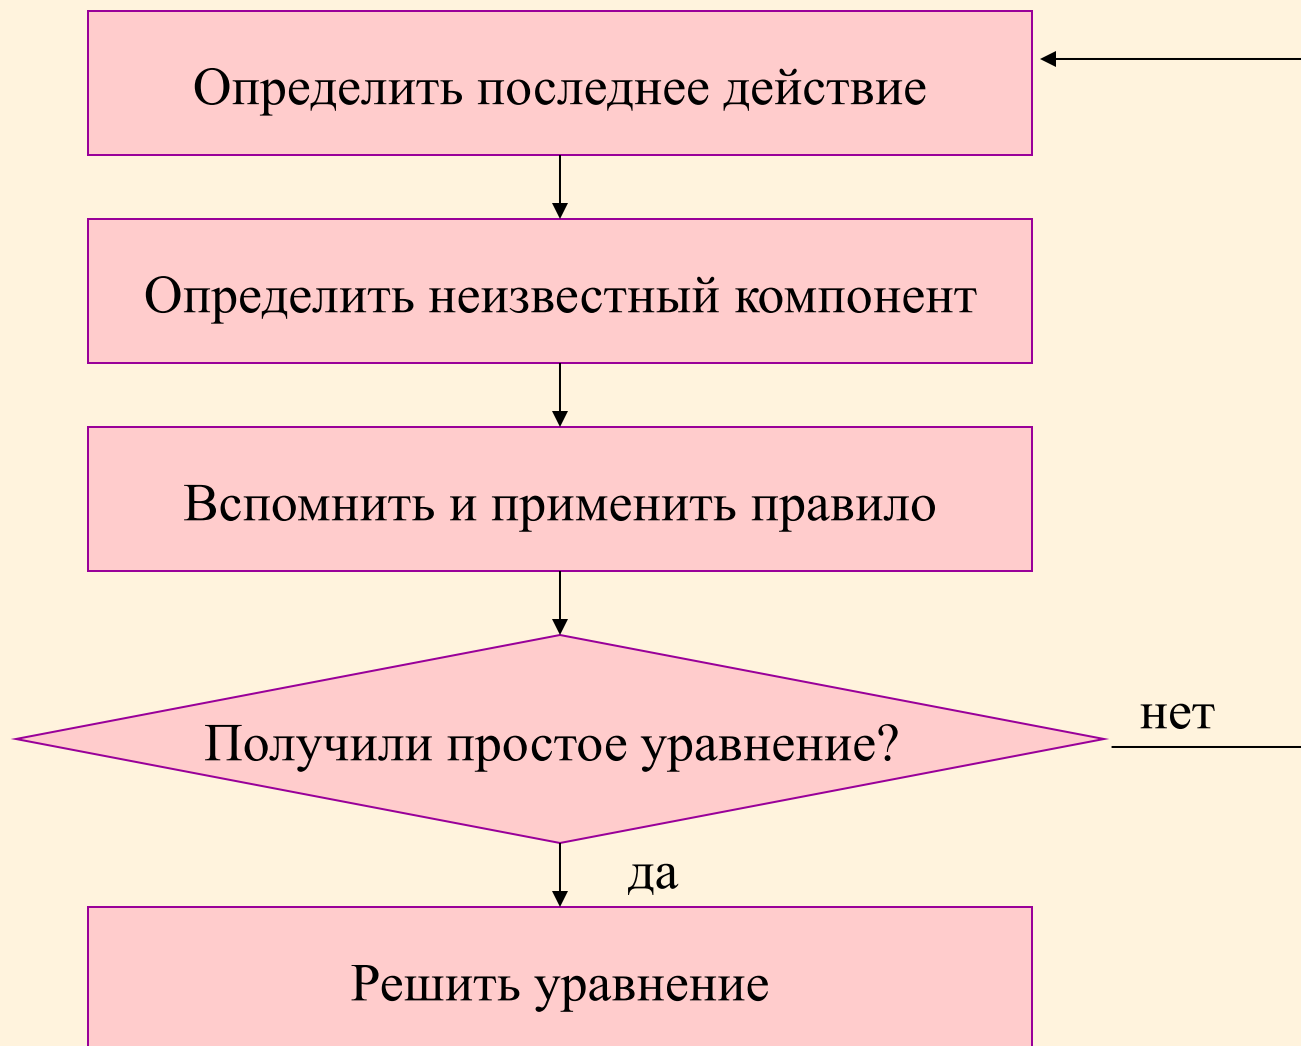 Определить последнее действие
Определить неизвестный компонент
Вспомнить и применить правило
Получили простое уравнение?
нет
да
Решить уравнение